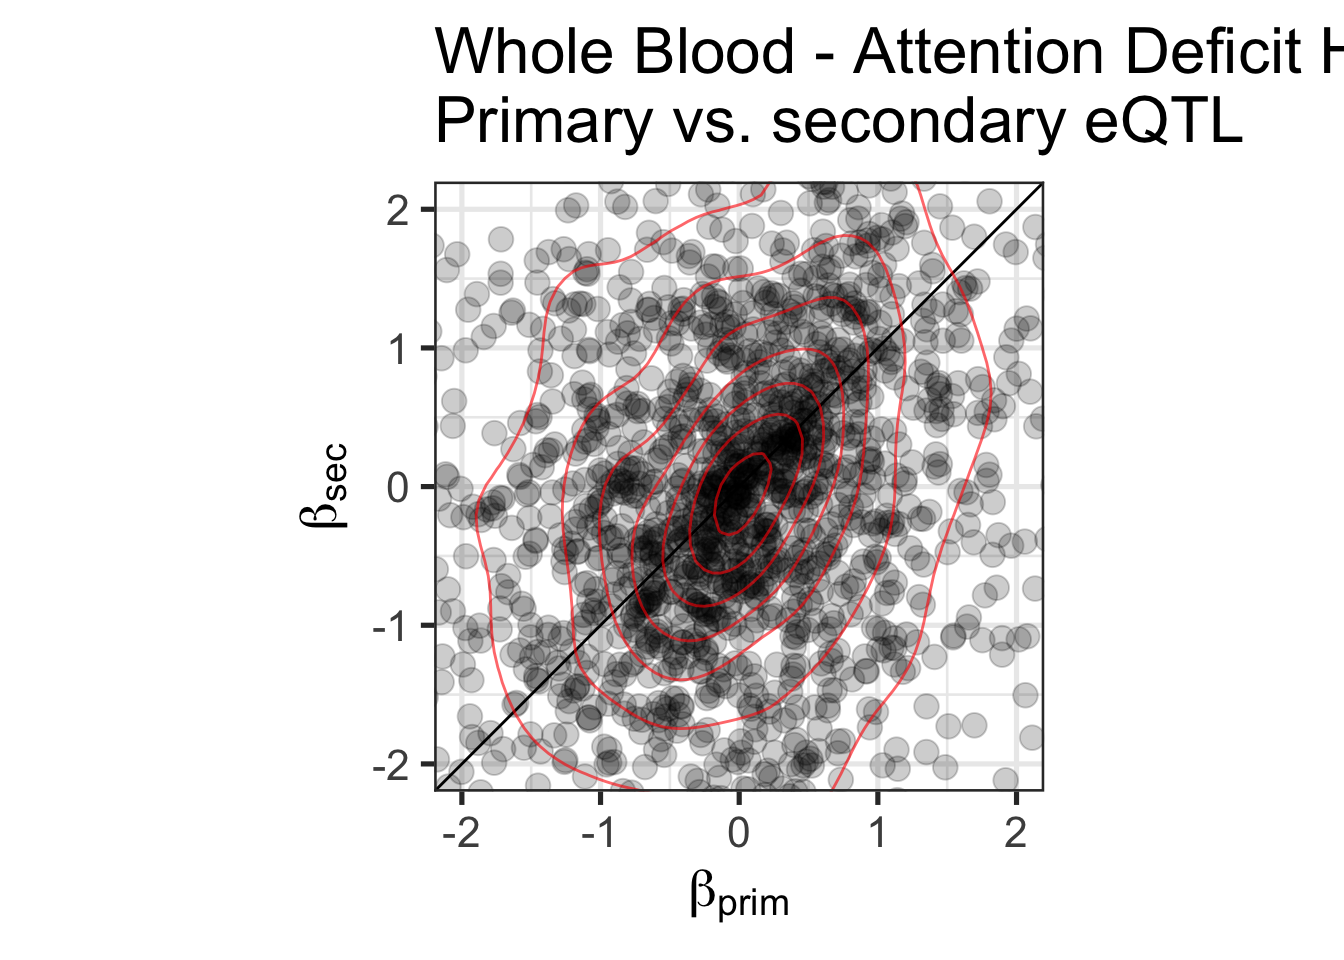 Whole Blood - Attention Deficit H
Primary vs. secondary eQTL
2
1
0
-1
-2
βsec
-2 -1 0 1 2
βprim